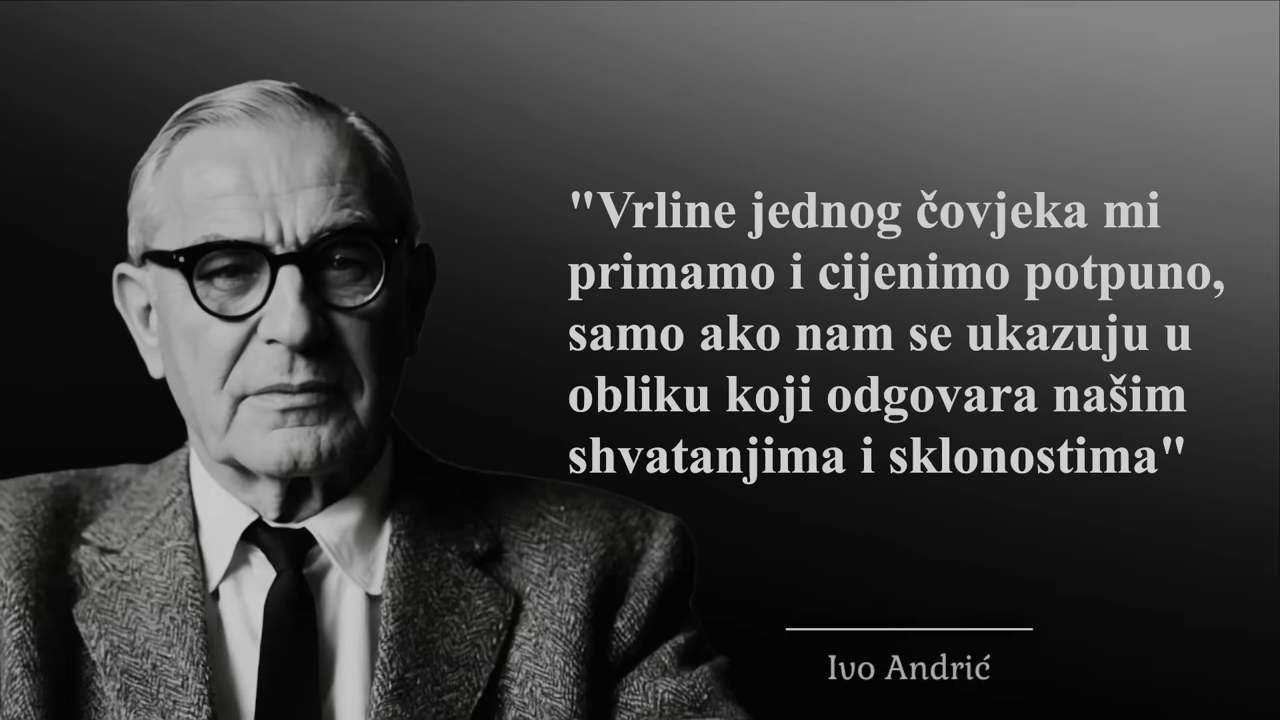 "Vrline jednog čovjeka mi
primamo i cijenimo potpuno,
samo ako nam se ukazuju u
obliku koji odgovara našim
shvatanjima i sklonostima"
Ivo Andrić